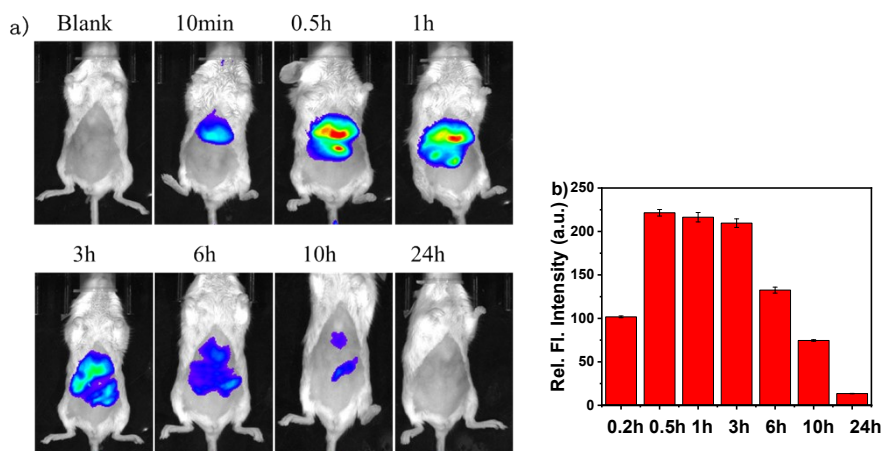 a)
Blank 10min 0.5h 1h
3h 6h 10h 24h
b)
Rel. Fl. Intensity (a.u.)
250
200
150
100
50
0
0.2h 0.5h 1h 3h 6h 10h 24h